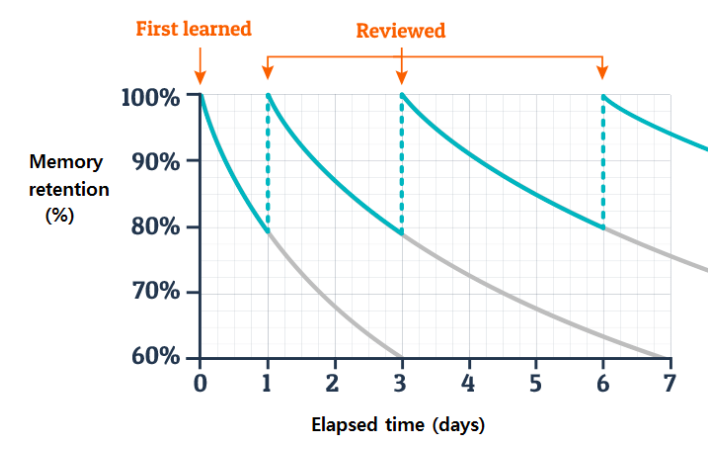 First learned
Reviewed
100%
90%
80%
70%
60%
Memory
retention
(%)
0 1 2 3 4 5 6 7
Elapsed time (days)